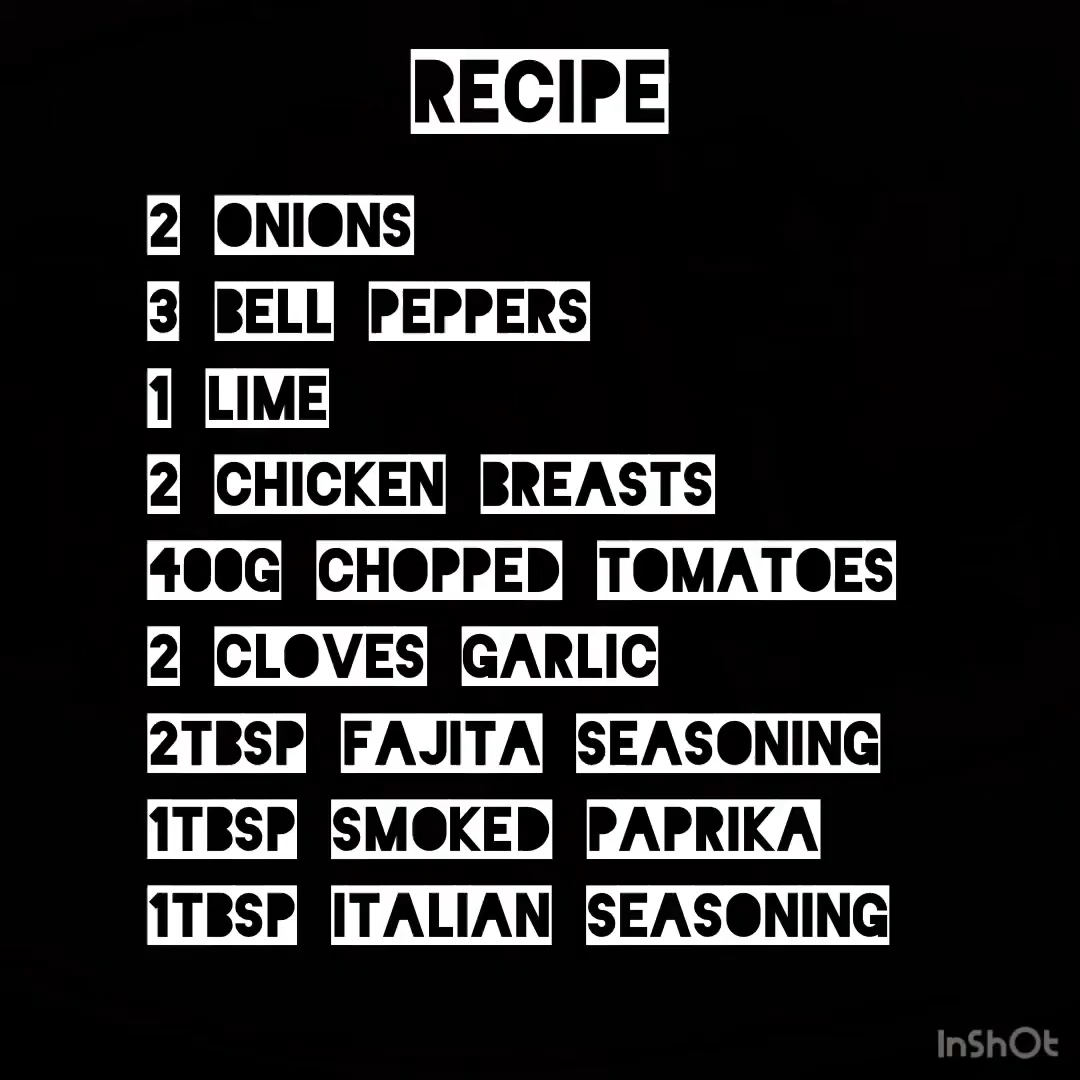 RECIPE
2 ONIONS
3 BELL PEPPERS
1 LIME
2 CHICKEN BREASTS
400G CHOPPED TOMATOES
2 CLOVES GARLIC
2TBSP FAJITA SEASONING
1TBSP SMOKED PAPRIKA
1TBSP ITALIAN SEASONING
InShOt